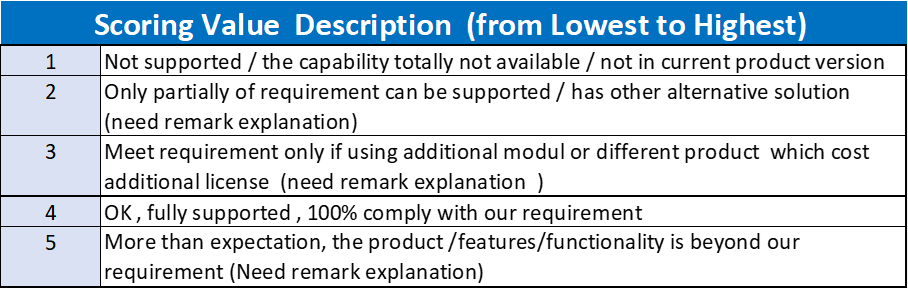 Scoring Value  Description  (from Lowest to Highest)
1 Not supported / the capability totally not available / not in current product version
2 Only partially of requirement can be supported / has other alternative solution
(need remark explanation)
3 Meet requirement only if using additional modul or different product  which cost
additional license  (need remark explanation  )
4 OK , fully supported , 100% comply with our requirement
5 More than expectation, the product /features/functionality is beyond our
requirement (Need remark explanation)